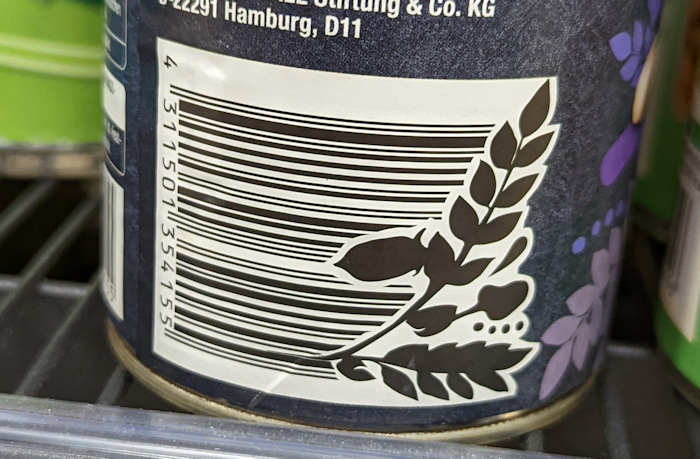 Stiftung & Co. KG
D-22291 Hamburg, D11
4 311501 354155